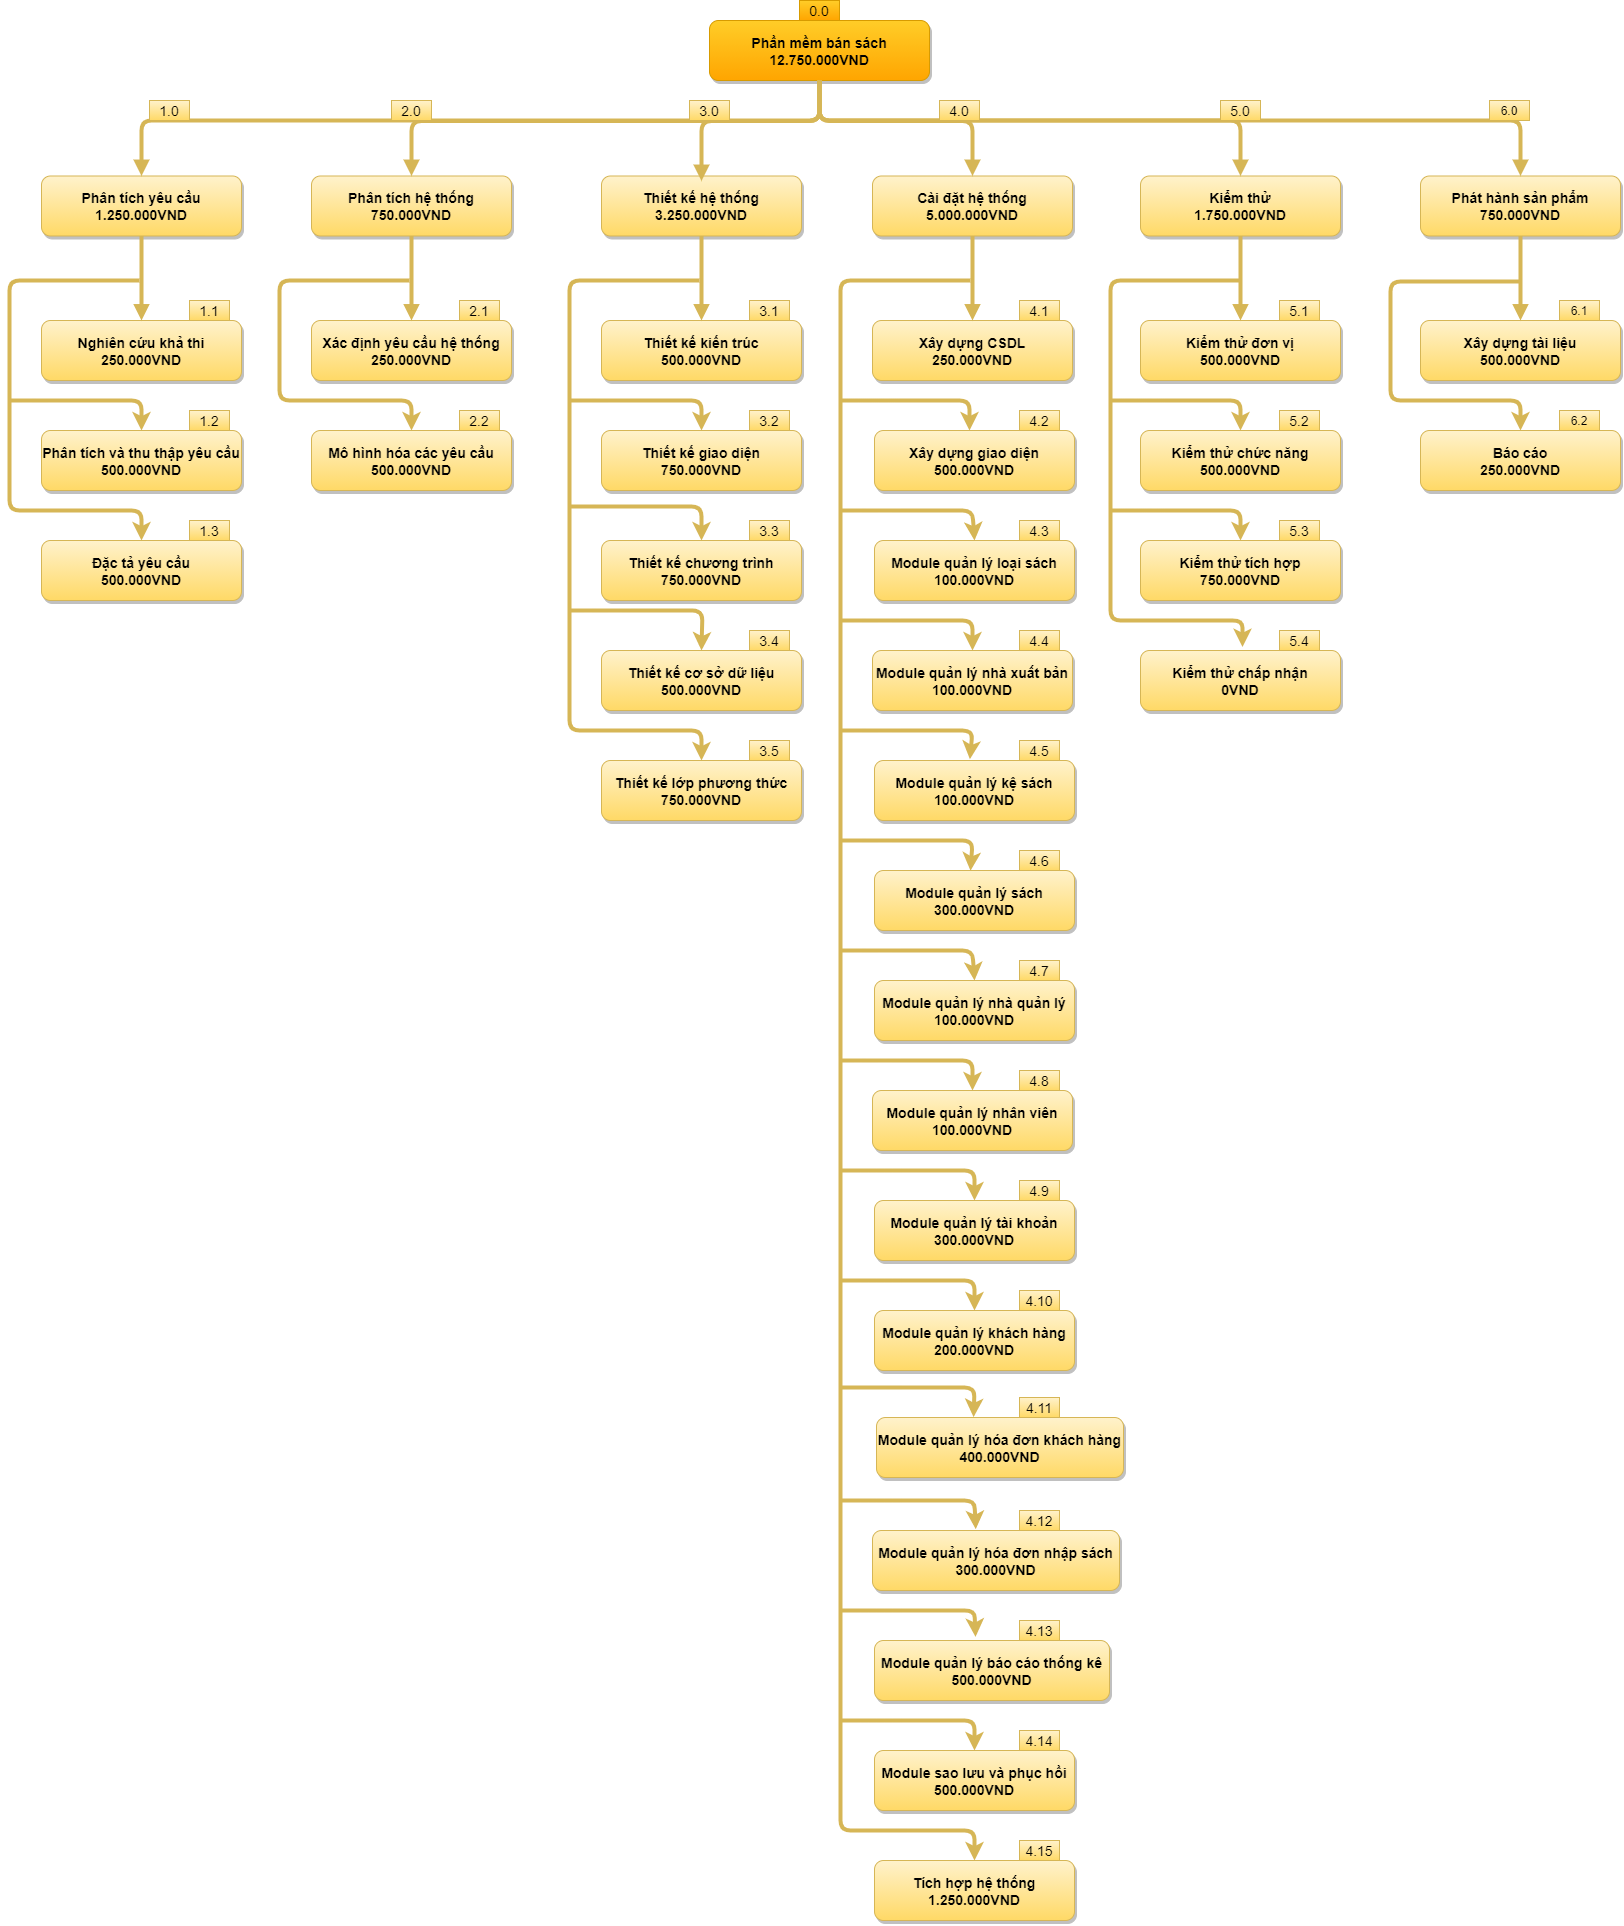 0.0
Phần mềm bán sách
12.750.000VND
1.0
Phân tích yêu cầu
1.250.000VND
1.1
Nghiên cứu khả thi
250.000VND
1.2
Phân tích và thu thập yêu cầu
500.000VND
1.3
Đặc tả yêu cầu
500.000VND
2.0
Phân tích hệ thống
750.000VND
2.1
Xác định yêu cầu hệ thống
250.000VND
2.2
Mô hình hóa các yêu cầu
500.000VND
3.0
Thiết kế hệ thống
3.250.000VND
3.1
Thiết kế kiến trúc
500.000VND
3.2
Thiết kế giao diện
750.000VND
3.3
Thiết kế chương trình
750.000VND
3.4
Thiết kế cơ sở dữ liệu
500.000VND
3.5
Thiết kế lớp phương thức
750.000VND
4.0
Cài đặt hệ thống
5.000.000VND
4.1
Xây dựng CSDL
250.000VND
4.2
Xây dựng giao diện
500.000VND
4.3
Module quản lý loại sách
100.000VND
4.4
Module quản lý nhà xuất bản
100.000VND
4.5
Module quản lý kệ sách
100.000VND
4.6
Module quản lý sách
300.000VND
4.7
Module quản lý nhà quản lý
100.000VND
4.8
Module quản lý nhân viên
100.000VND
4.9
Module quản lý tài khoản
300.000VND
4.10
Module quản lý khách hàng
200.000VND
4.11
Module quản lý hóa đơn khách hàng
400.000VND
4.12
Module quản lý hóa đơn nhập sách
300.000VND
4.13
Module quản lý báo cáo thống kê
500.000VND
4.14
Module sao lưu và phục hồi
500.000VND
4.15
Tích hợp hệ thống
1.250.000VND
5.0
Kiểm thử
1.750.000VND
5.1
Kiểm thử đơn vị
500.000VND
5.2
Kiểm thử chức năng
500.000VND
5.3
Kiểm thử tích hợp
750.000VND
5.4
Kiểm thử chấp nhận
0VND
6.0
Phát hành sản phẩm
750.000VND
6.1
Xây dựng tài liệu
500.000VND
6.2
Báo cáo
250.000VND